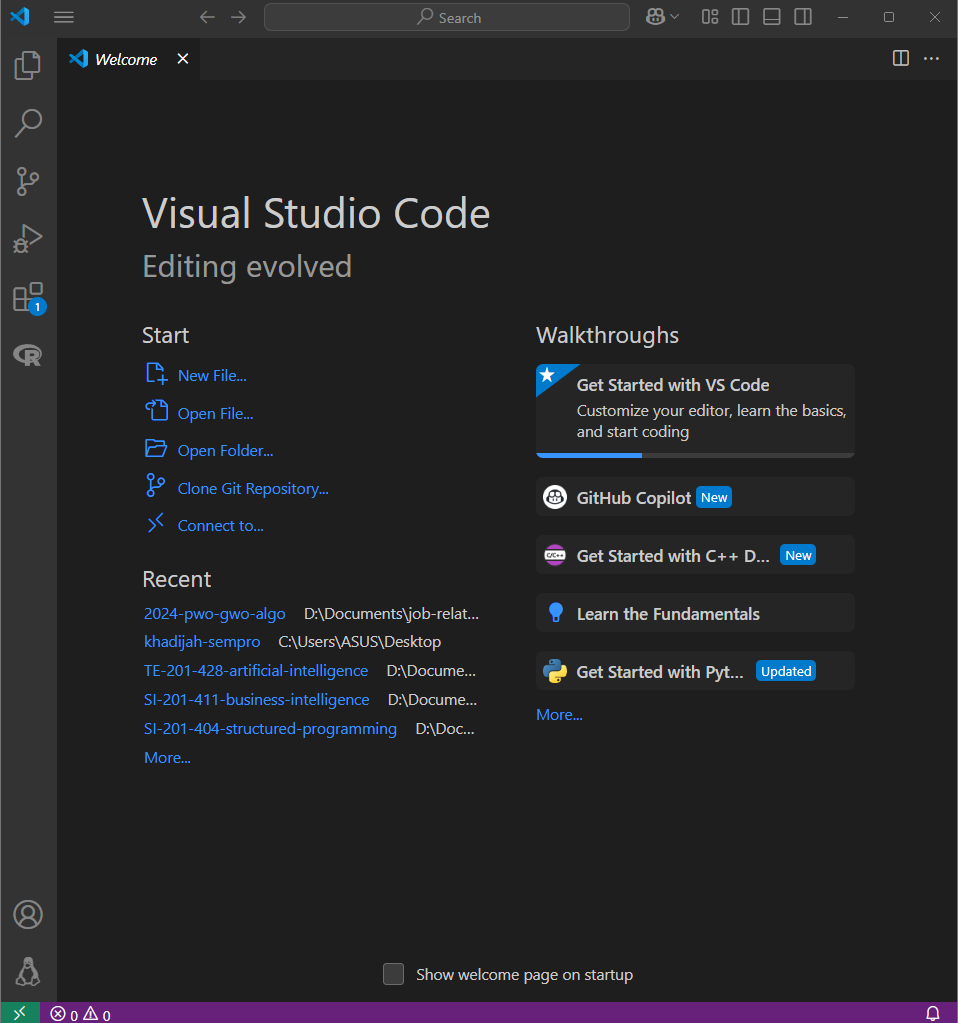 Search
Welcome
Visual Studio Code
Editing evolved
Start
New File...
Open File...
Open Folder...
Clone Git Repository...
Connect to...
Recent
2024-pwo-gwo-algo D:\Documents\job-relat...
khadijah-sempro C:\Users\ASUS\Desktop
TE-201-428-artificial-intelligence D:\Docume...
SI-201-411-business-intelligence D:\Docume...
SI-201-404-structured-programming D:\Doc...
More...
Walkthroughs
Get Started with VS Code
Customize your editor, learn the basics,
and start coding
GitHub Copilot New
C/C++ Get Started with C++ D... New
Learn the Fundamentals
Get Started with Pyt... Updated
More...
1
R
Show welcome page on startup
0 0